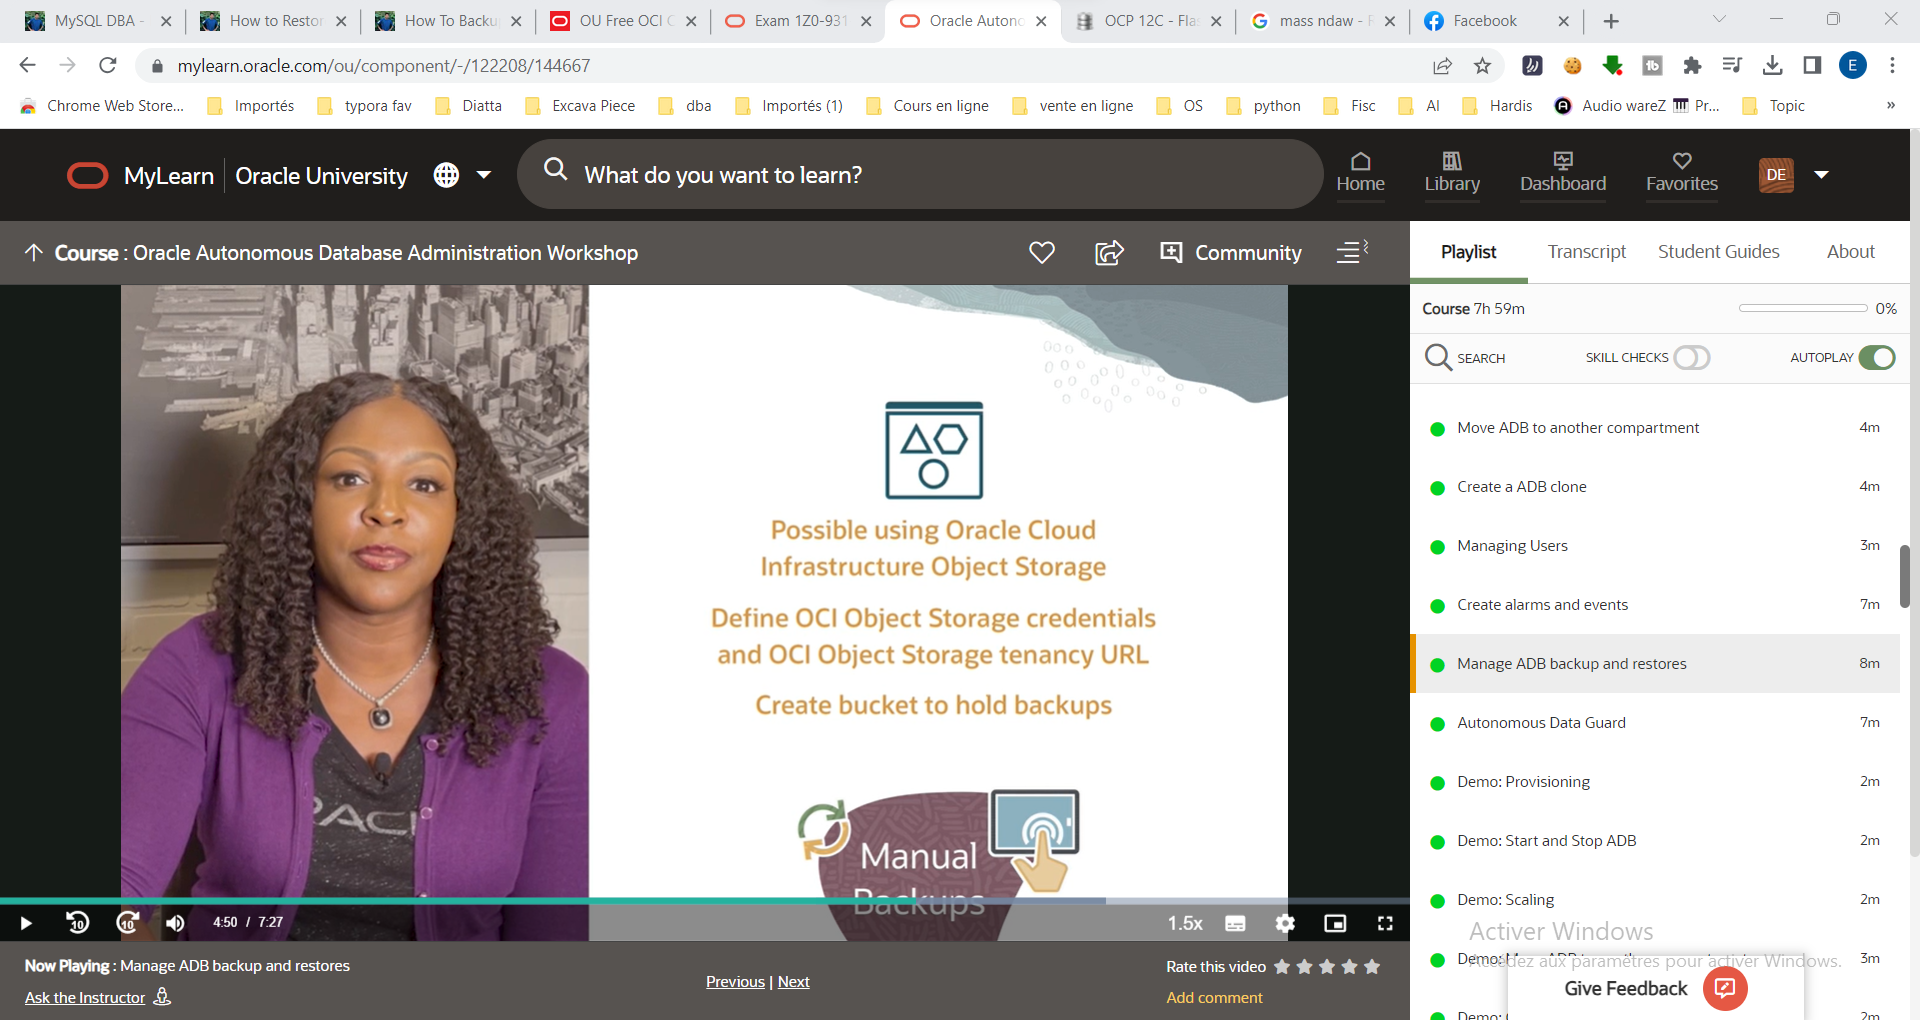 MySQL DBA -
How to Resto
How To Backu
OU Free OCI C
Exam 1Z0-931
Oracle Autono
OCP 12C - Fla
mass ndaw - R
Facebook
mylearn.oracle.com/ou/component/-/122208/144667
E
Chrome Web Store...
Importés
typora fav
Diatta
Excava Piece
dba
Importés (1)
Cours en ligne
vente en ligne
OS
python
Fisc
AI
Hardis
Audio wareZ
Pr...
Topic
»
MyLearn
Oracle University
What do you want to learn?
Home
Library
Dashboard
Favorites
DE
Course : Oracle Autonomous Database Administration Workshop
Community
Playlist
Transcript
Student Guides
About
Course 7h 59m
0%
SEARCH
SKILL CHECKS
AUTOPLAY
Possible using Oracle Cloud
Infrastructure Object Storage
Define OCI Object Storage credentials
and OCI Object Storage tenancy URL
Create bucket to hold backups
Manual
Backups
Move ADB to another compartment 4m
Create a ADB clone 4m
Managing Users 3m
Create alarms and events 7m
Manage ADB backup and restores 8m
Autonomous Data Guard 7m
Demo: Provisioning 2m
Demo: Start and Stop ADB 2m
Demo: Scaling 2m
Activer Windows
Accédez aux paramètres pour activer Windows.
3m
Demo: 2m
Give Feedback
10
10
4:50 / 7:27
1.5x
Now Playing : Manage ADB backup and restores
Ask the Instructor
Previous | Next
Rate this video
Add comment